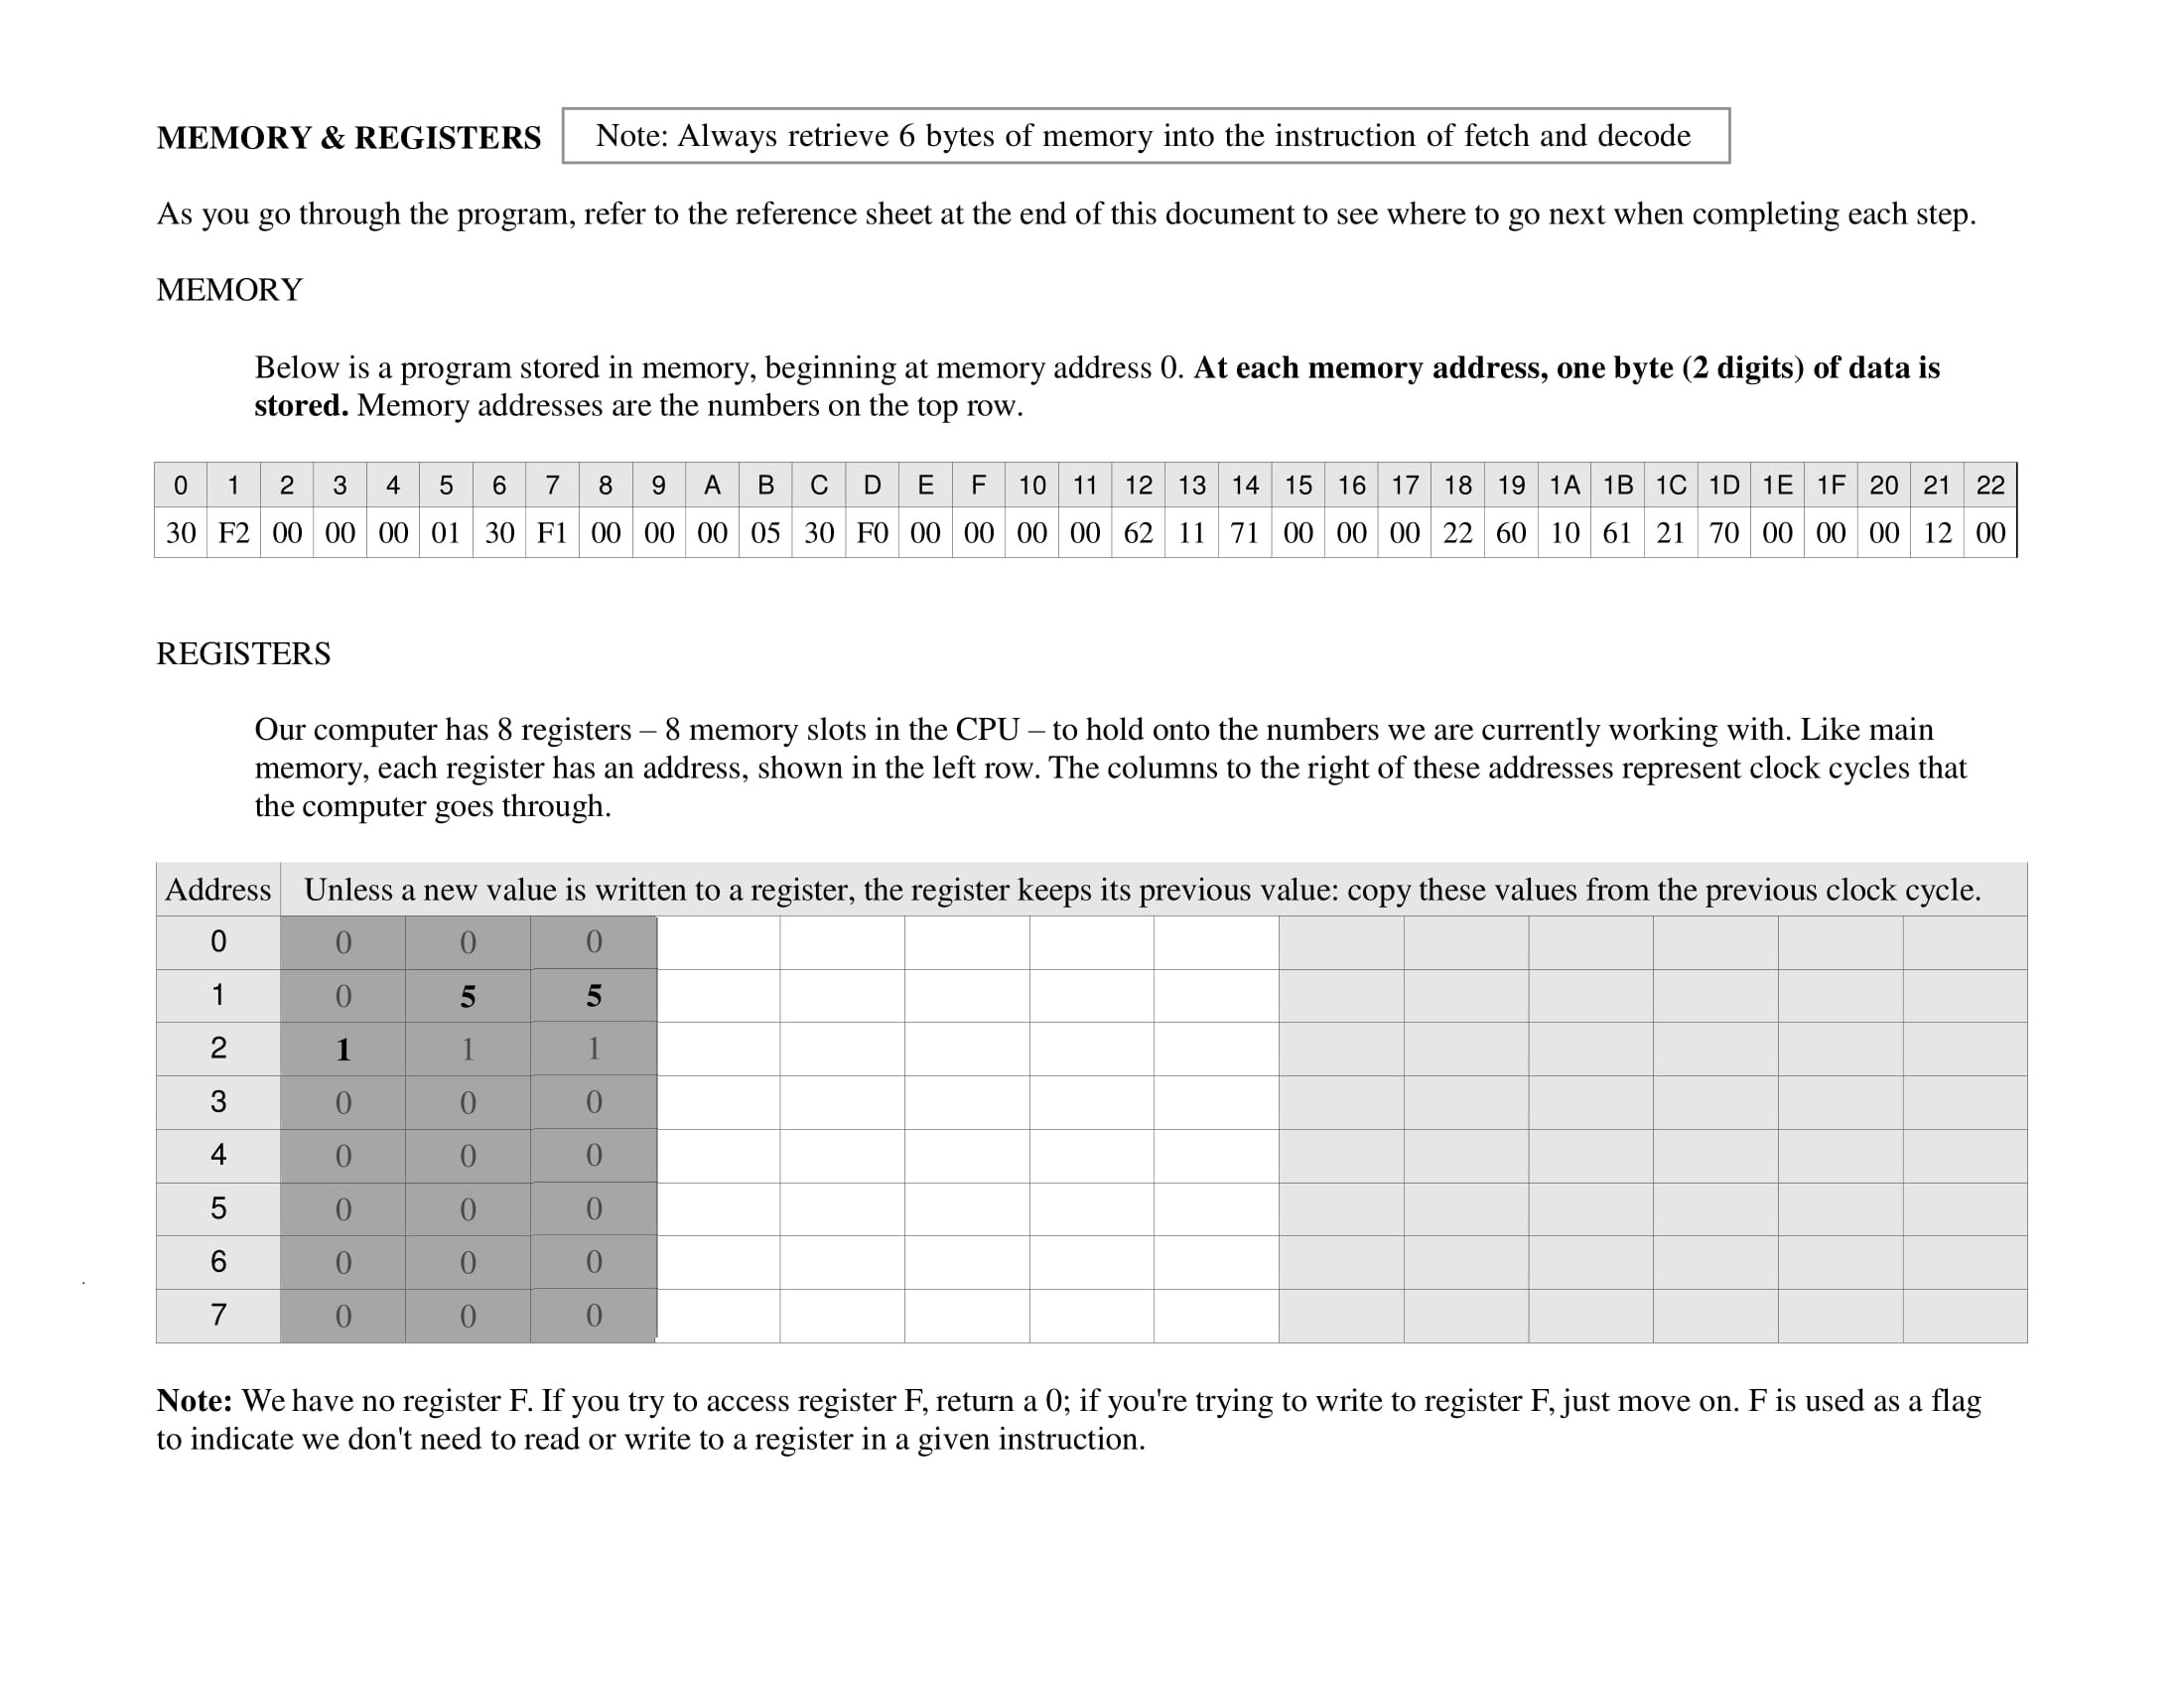 MEMORY & REGISTERS
Note: Always retrieve 6 bytes of memory into the instruction of fetch and decode
As you go through the program, refer to the reference sheet at the end of this document to see where to go next when completing each step.
MEMORY
Below is a program stored in memory, beginning at memory address 0. At each memory address, one byte (2 digits) of data is
stored. Memory addresses are the numbers on the top row.
0 1 2 3 4 5 6 7 8 9 A B C D E F 10 11 12 13 14 15 16 17 18 19 1A 1B 1C 1D 1E 1F 20 21 22
30 F2 00 00 00 01 30 F1 00 00 00 05 30 F0 00 00 00 00 62 11 71 00 00 00 22 60 10 61 21 70 00 00 00 12 00
REGISTERS
Our computer has 8 registers – 8 memory slots in the CPU – to hold onto the numbers we are currently working with. Like main
memory, each register has an address, shown in the left row. The columns to the right of these addresses represent clock cycles that
the computer goes through.
Address Unless a new value is written to a register, the register keeps its previous value: copy these values from the previous clock cycle.
0 0 0 0
1 0 5 5
2 1 1 1
3 0 0 0
4 0 0 0
5 0 0 0
6 0 0 0
7 0 0 0
Note: We have no register F. If you try to access register F, return a 0; if you're trying to write to register F, just move on. F is used as a flag
to indicate we don't need to read or write to a register in a given instruction.